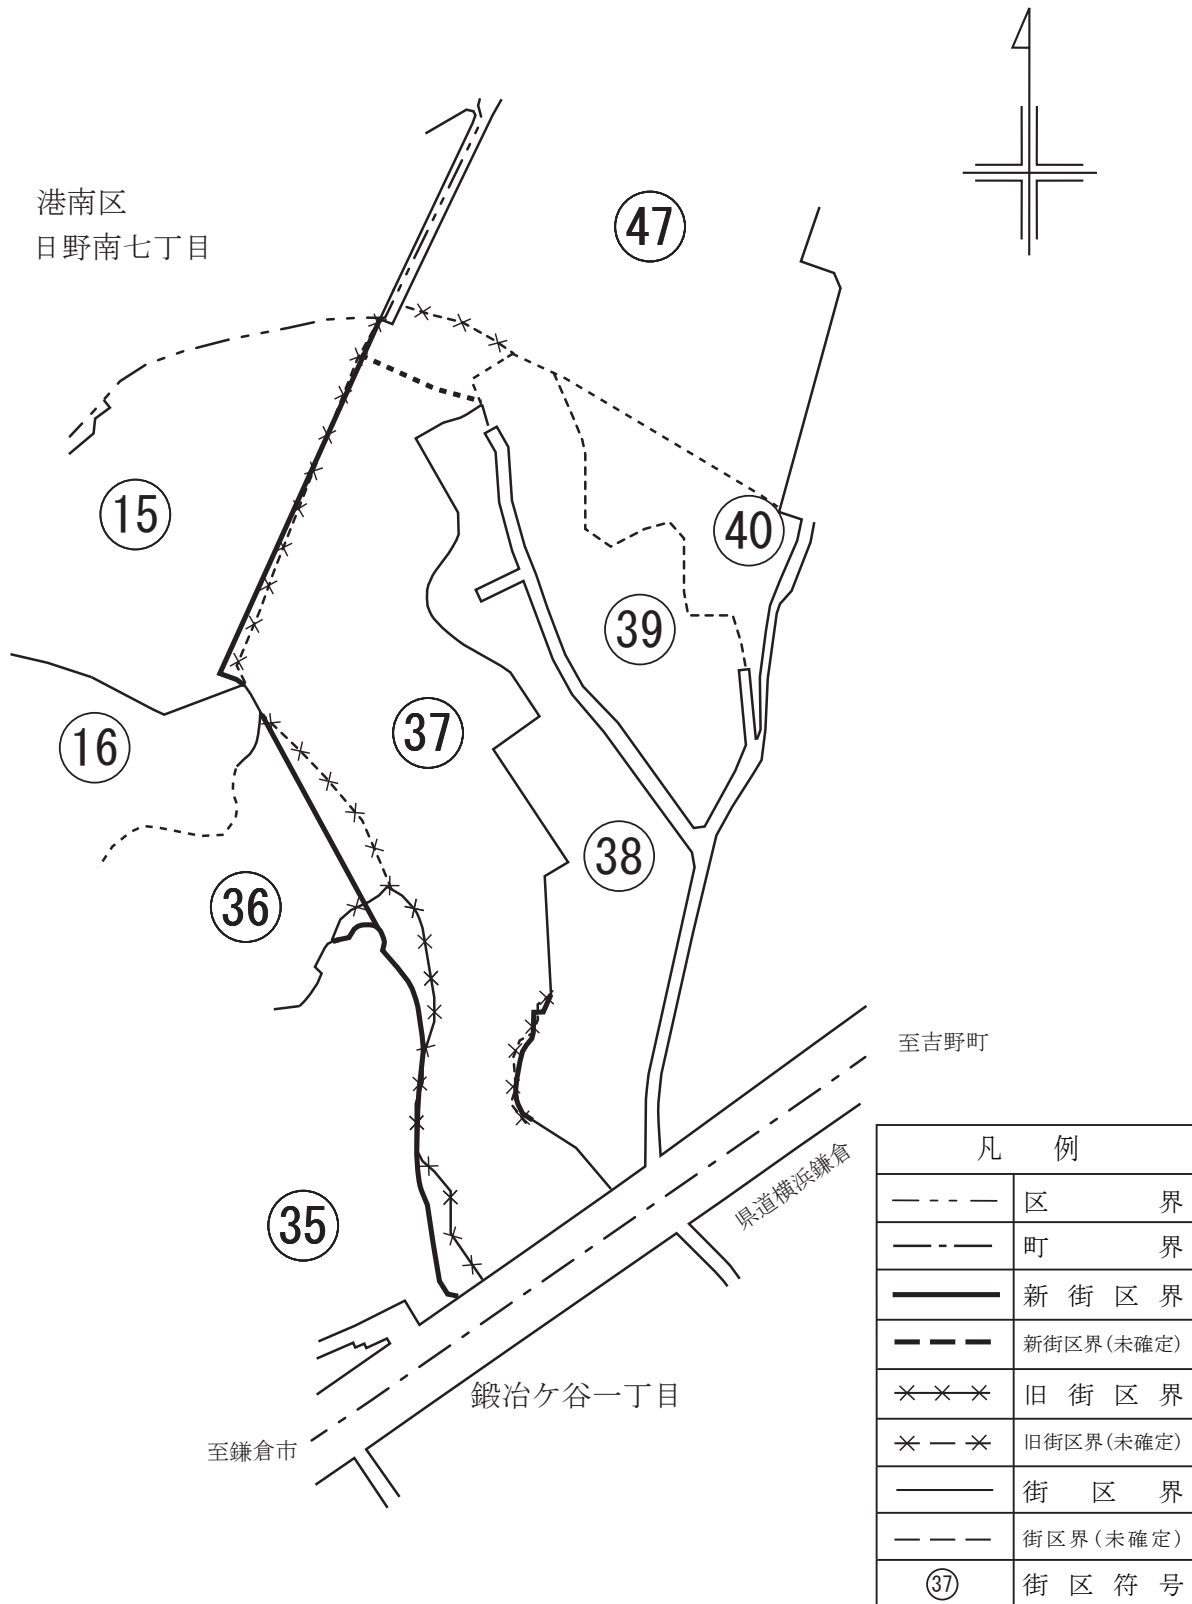 港南区
日野南七丁目
47
15
40
39
37
16
38
36
35
至吉野町
県道横浜鎌倉
鍛冶ケ谷一丁目
至鎌倉市
凡 例
区 界
町 界
新 街 区 界
新街区界(未確定)
旧 街 区 界
旧街区界(未確定)
街 区 界
街区界(未確定)
37 街 区 符 号